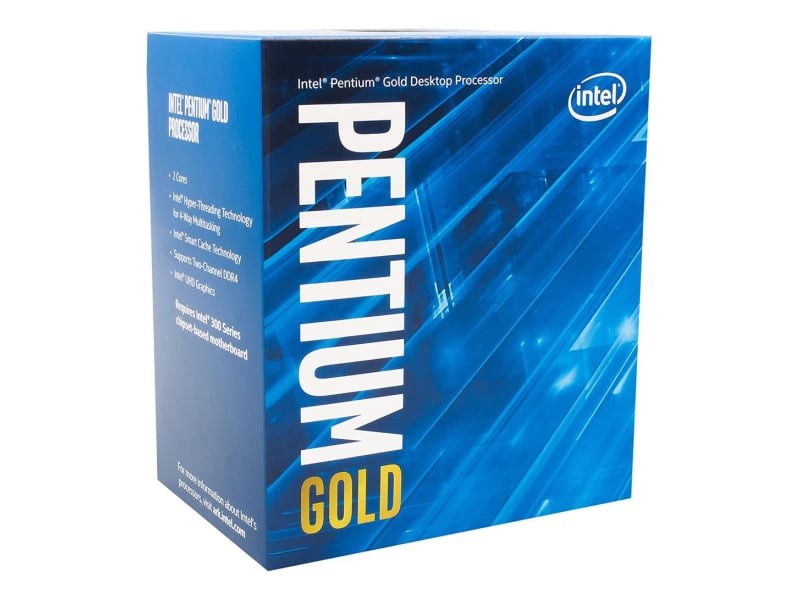 INTEL® PENTIUM® GOLD
PROCESSOR
• 2 Cores
• Intel® Hyper-Threading Technology
for 4-Way Multitasking
• Intel® Smart Cache Technology
• Supports Two-Channel DDR4
• Intel® UHD Graphics
Requires Intel® 300 Series
chipset-based motherboard
For more information about Intel's
processors, visit ark.intel.com
Intel® Pentium® Gold Desktop Processor
intel
PENTIUM
GOLD